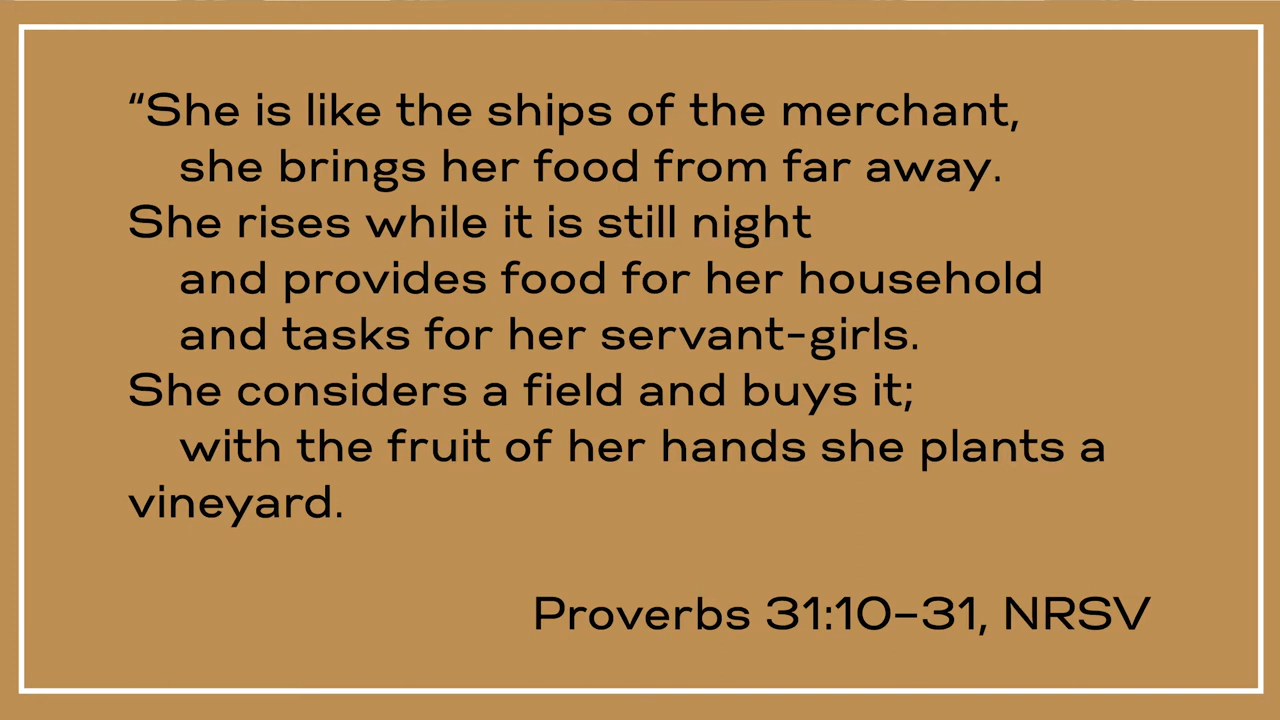 “She is like the ships of the merchant,
she brings her food from far away.
She rises while it is still night
and provides food for her household
and tasks for her servant-girls.
She considers a field and buys it;
with the fruit of her hands she plants a
vineyard.
Proverbs 31:10–31, NRSV